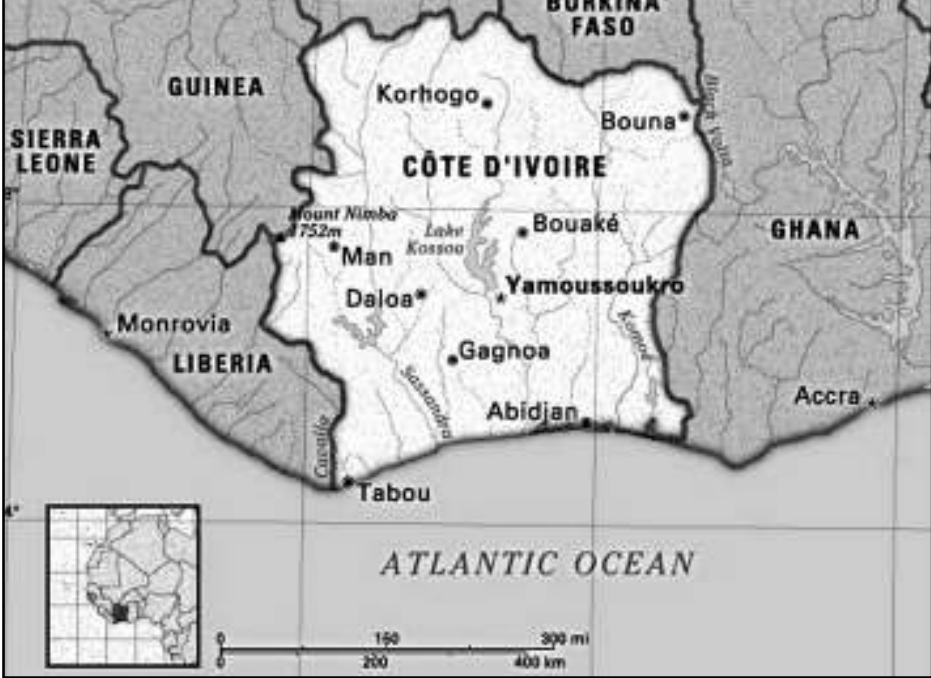 BURKINA
FASO
GUINEA
Korhogo
Bouna
Black Volta
SIERRA
LEONE
CÔTE D'IVOIRE
8°
Mount Nimba
1752m
Man
Lake
Kossou
Bouaké
GHANA
Daloa
Yamoussoukro
Monrovia
Komoé
LIBERIA
Gagnoa
Sassandra
Accra
Abidjan
Cavalla
Tabou
4°
ATLANTIC OCEAN
0 150 300 mi
0 200 400 km